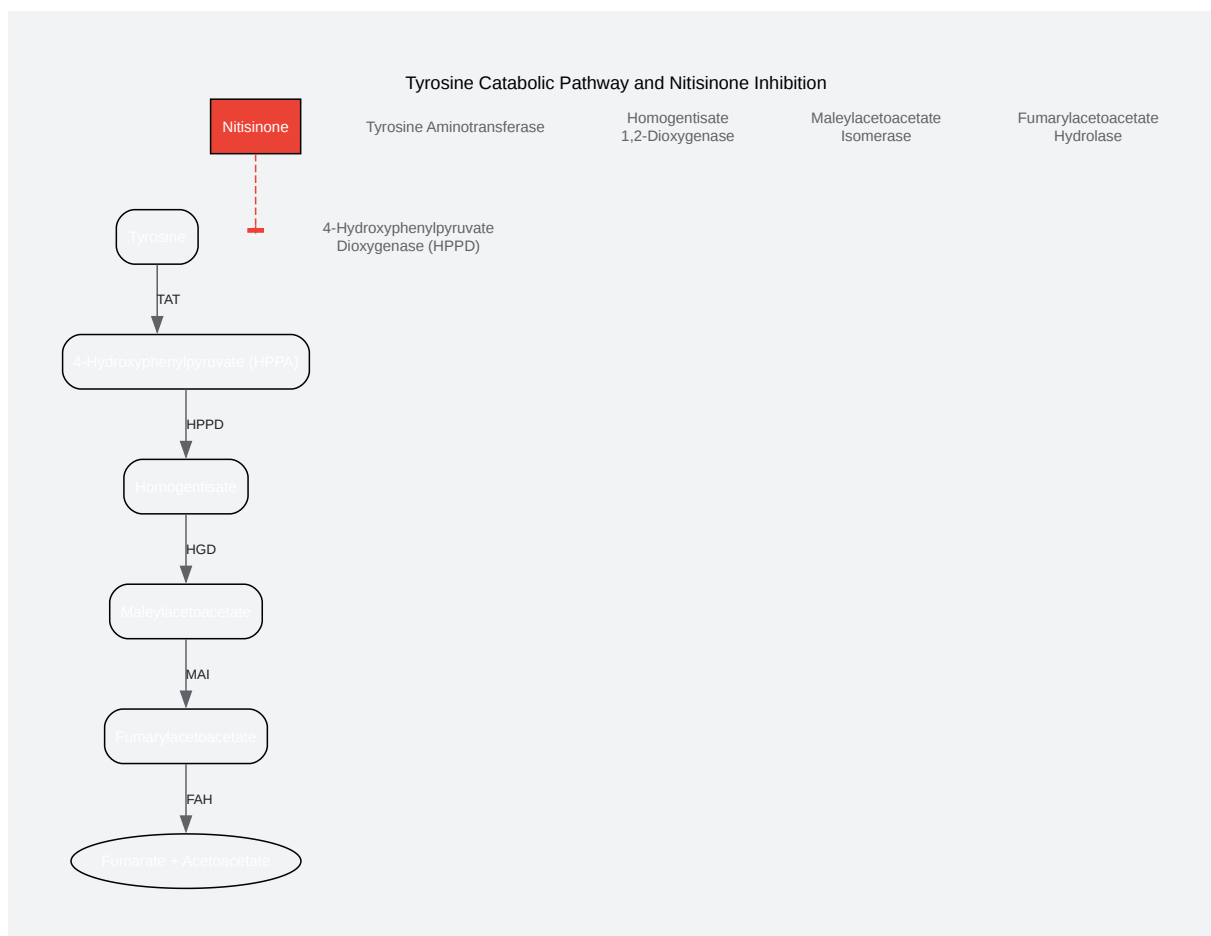 Tyrosine Catabolic Pathway and Nitisinone Inhibition
Nitisinone
Tyrosine Aminotransferase
Homogentisate
1,2-Dioxygenase
Maleylacetoacetate
Isomerase
Fumarylacetoacetate
Hydrolase
Tyrosine
4-Hydroxyphenylpyruvate
Dioxygenase (HPPD)
TAT
4-Hydroxyphenylpyruvate (HPPA)
HPPD
Homogentisate
HGD
Maleylacetoacetate
MAI
Fumarylacetoacetate
FAH
Fumarate + Acetoacetate